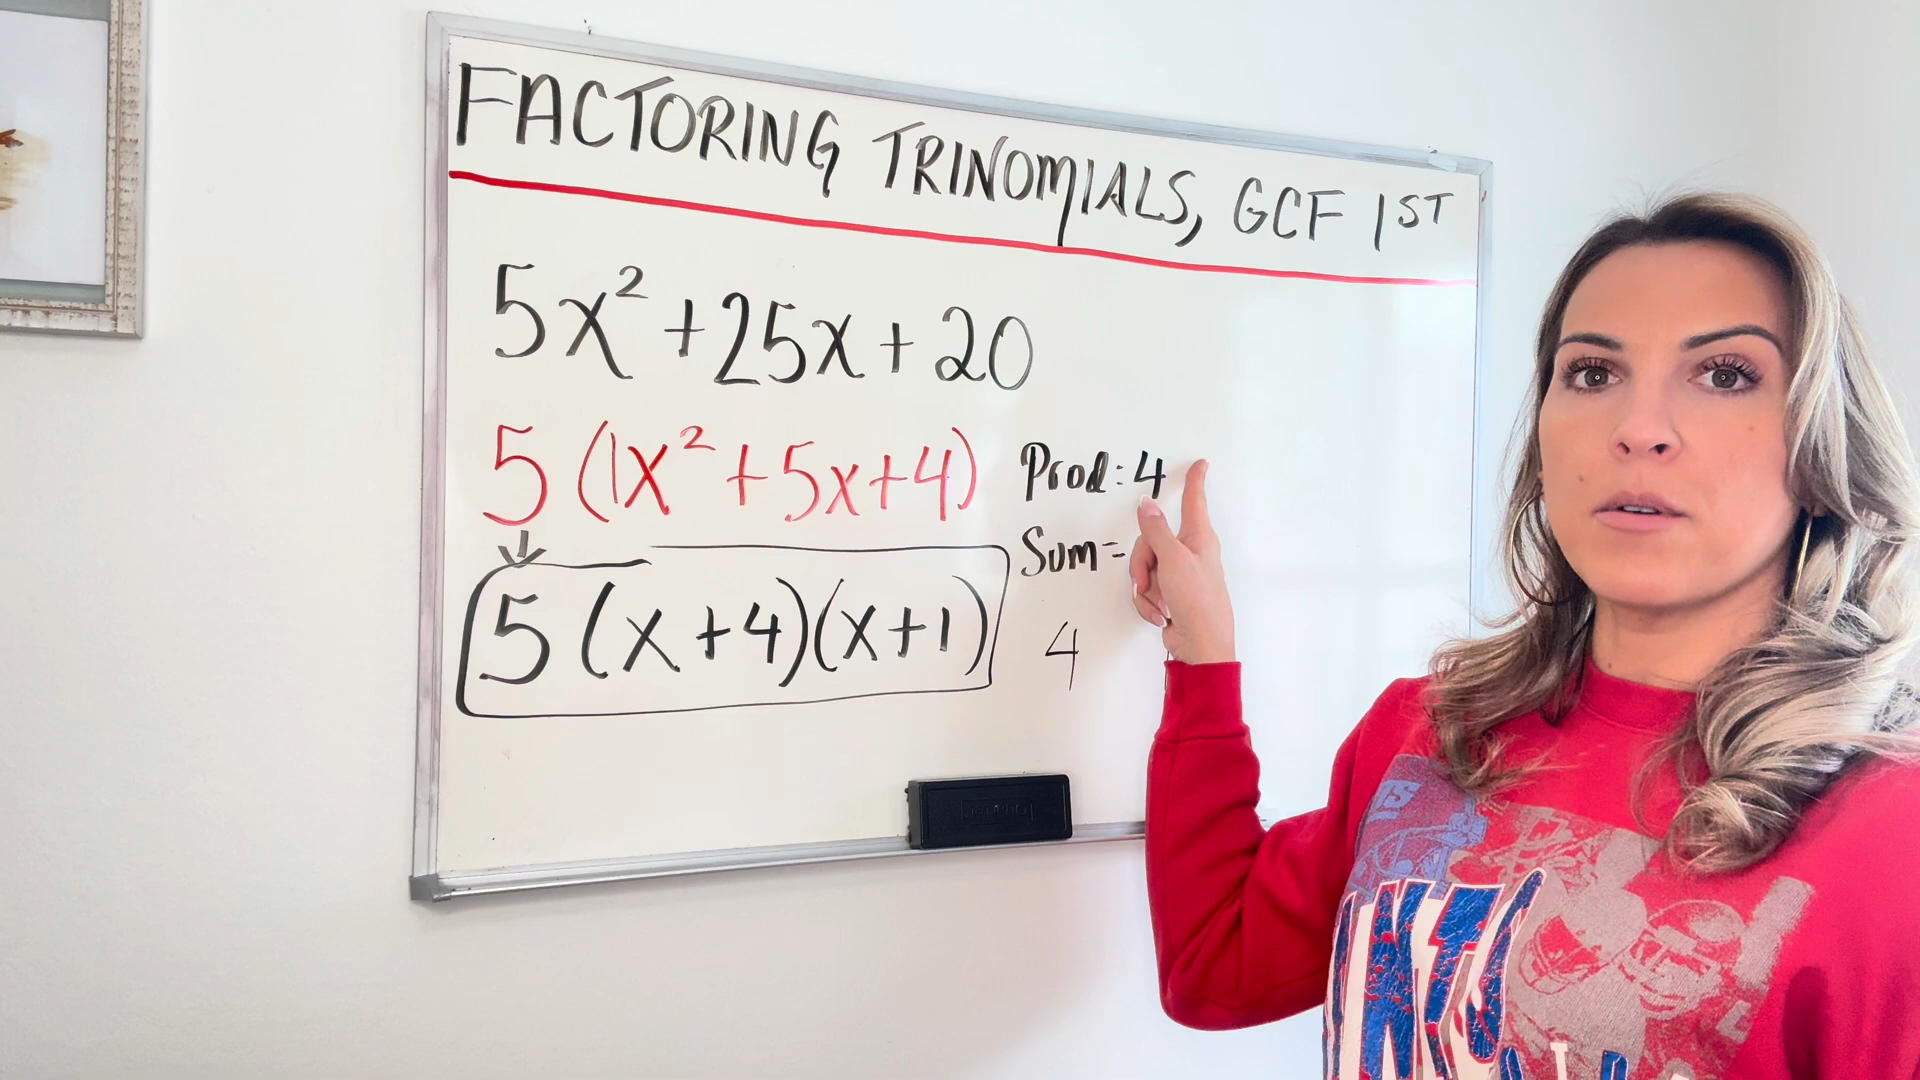 FACTORING TRINOMIALS, GCF 1ST
5x² + 25x + 20
5 (1x² + 5x + 4)
Prod: 4
Sum =
5 (x + 4)(x + 1)
4